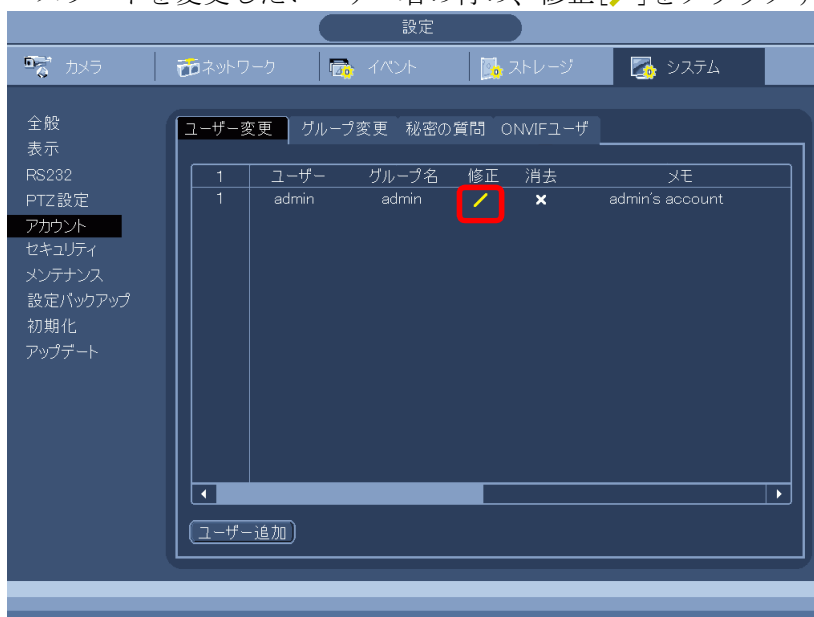 設定
カメラ ネットワーク イベント ストレージ システム
全般
表示
RS232
PTZ設定
アカウント
セキュリティ
メンテナンス
設定バックアップ
初期化
アップデート
ユーザー変更 グループ変更 秘密の質問 ONVIFユーザ
1 ユーザー グループ名 修正 消去 メモ
1 admin admin admin's account
ユーザー追加